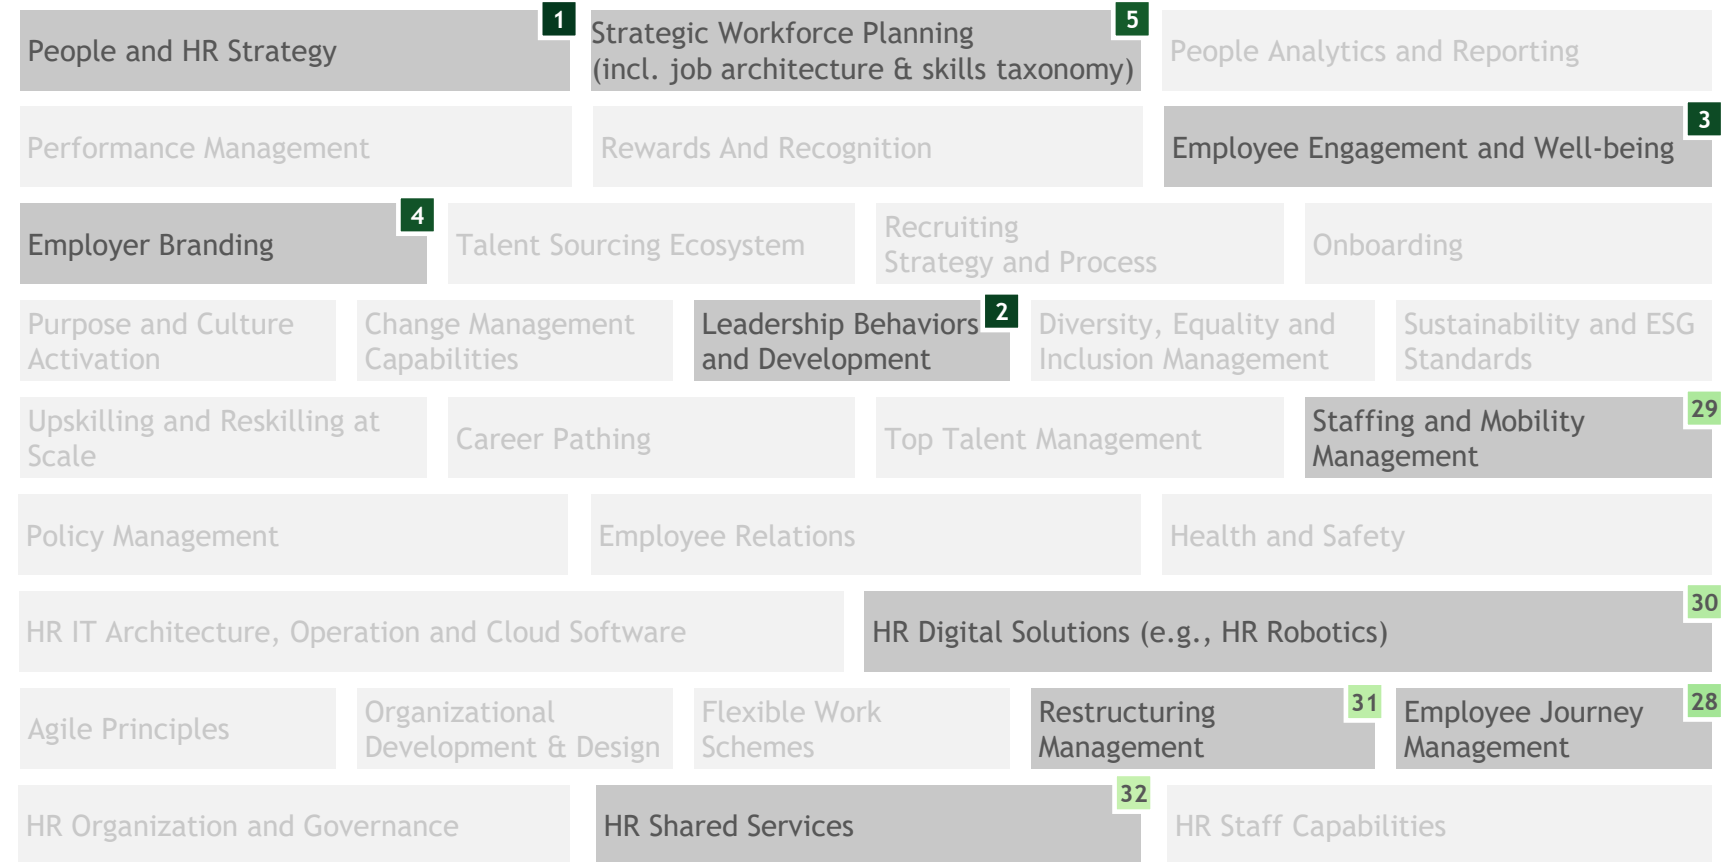 People and HR Strategy
1
Strategic Workforce Planning
(incl. job architecture & skills taxonomy)
5
People Analytics and Reporting
Performance Management
Rewards And Recognition
Employee Engagement and Well-being
3
Employer Branding
4
Talent Sourcing Ecosystem
Recruiting
Strategy and Process
Onboarding
Purpose and Culture
Activation
Change Management
Capabilities
Leadership Behaviors
and Development
2
Diversity, Equality and
Inclusion Management
Sustainability and ESG
Standards
Upskilling and Reskilling at
Scale
Career Pathing
Top Talent Management
Staffing and Mobility
Management
29
Policy Management
Employee Relations
Health and Safety
HR IT Architecture, Operation and Cloud Software
HR Digital Solutions (e.g., HR Robotics)
30
Agile Principles
Organizational
Development & Design
Flexible Work
Schemes
Restructuring
Management
31
Employee Journey
Management
28
HR Organization and Governance
HR Shared Services
32
HR Staff Capabilities